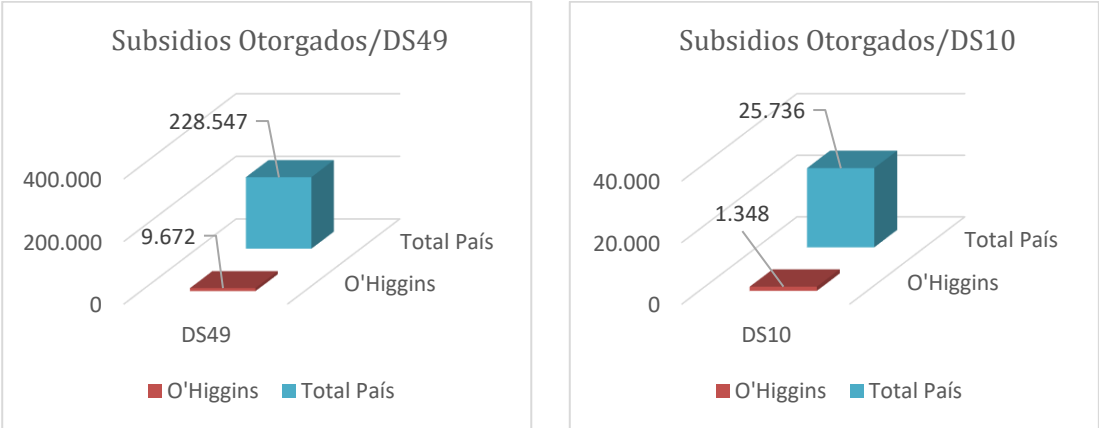 Subsidios Otorgados/DS49
228.547
400.000
9.672
200.000
Total País
O'Higgins
0
DS49
O'Higgins Total País
Subsidios Otorgados/DS10
25.736
40.000
1.348
20.000
Total País
O'Higgins
0
DS10
O'Higgins Total País